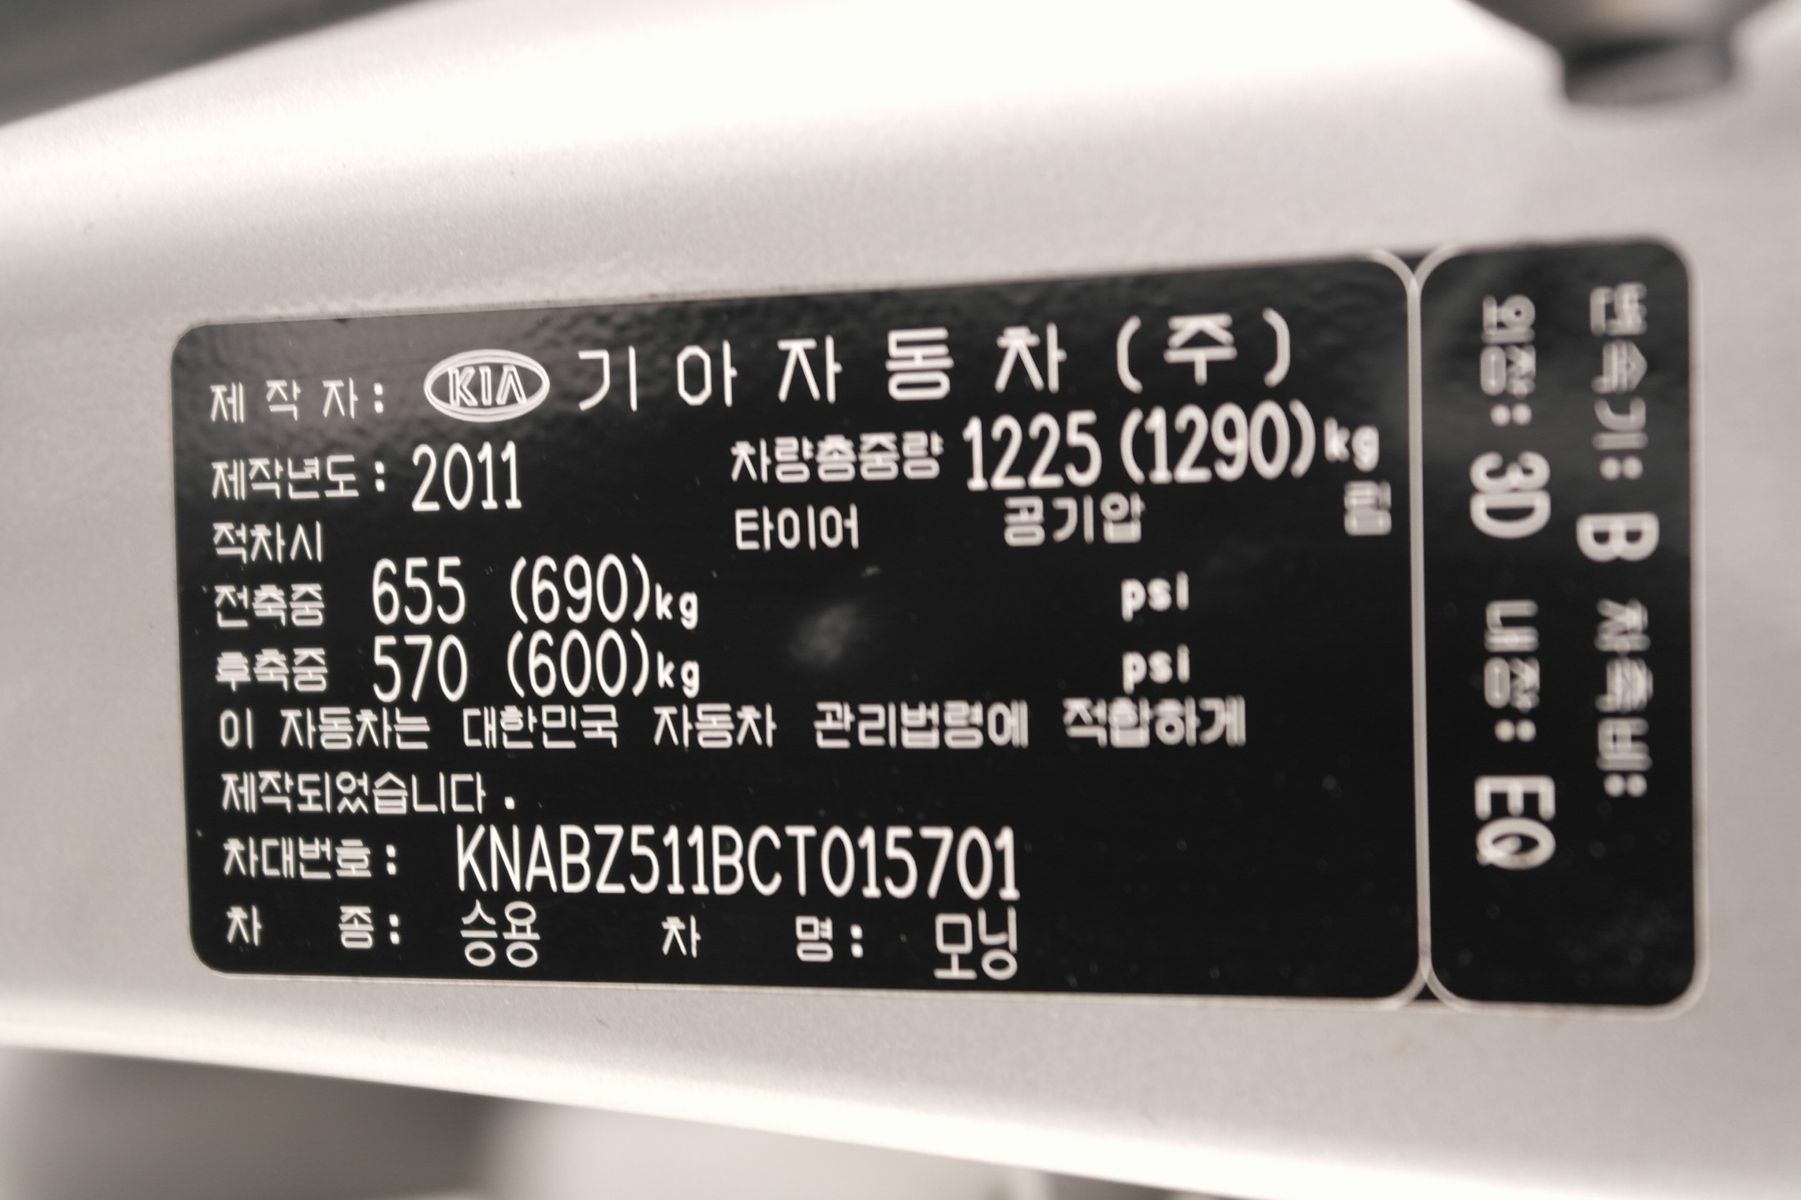 제 작 자 : KIA 기 아 자 동 차 ( 주 )
제작년도 : 2011 차량총중량 1225 (1290)kg
적차시 타이어 공기압 림
전축중 655 (690)kg psi
후축중 570 (600)kg psi
이 자동차는 대한민국 자동차 관리법령에 적합하게
제작되었습니다 .
차대번호 : KNABZ511BCT015701
차 종 : 승용 차 명 : 모닝
변속기 : B 차축비 :
외장 : 3D 내장 : EQ